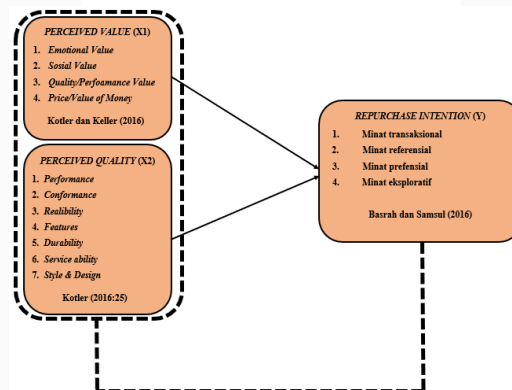 PERCEIVED VALUE (X1)
1. Emotional Value
2. Sosial Value
3. Quality/Perfoamance Value
4. Price/Value of Money
Kotler dan Keller (2016)
PERCEIVED QUALITY (X2)
1. Performance
2. Conformance
3. Realibility
4. Features
5. Durability
6. Service ability
7. Style & Design
Kotler (2016:25)
REPURCHASE INTENTION (Y)
1. Minat transaksional
2. Minat referensial
3. Minat prefensial
4. Minat eksploratif
Basrah dan Samsul (2016)